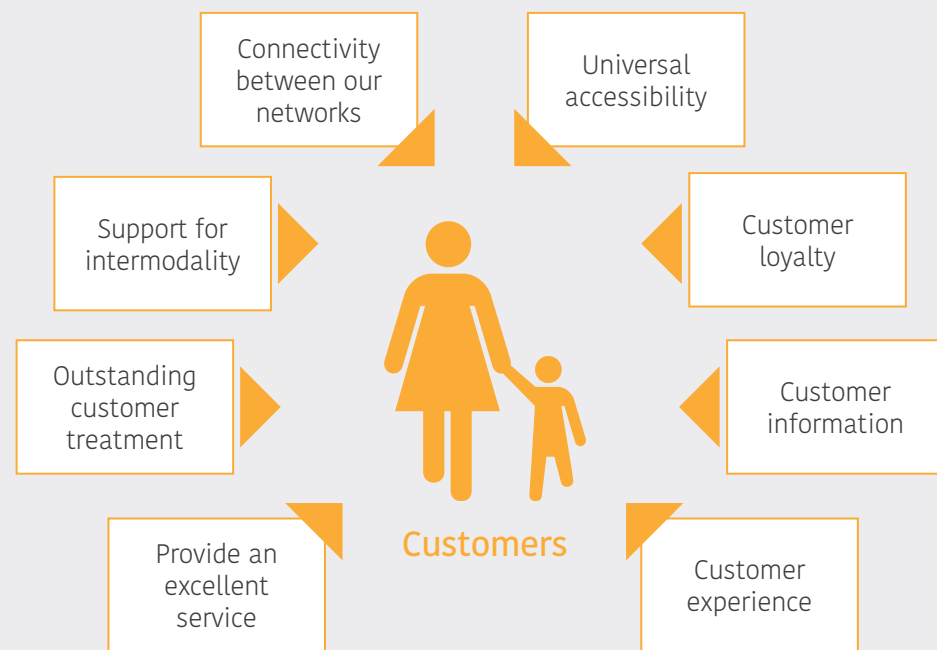 Connectivity
between our
networks
Universal
accessibility
Support for
intermodality
Customer
loyalty
Outstanding
customer
treatment
Customer
information
Provide an
excellent
service
Customers
Customer
experience